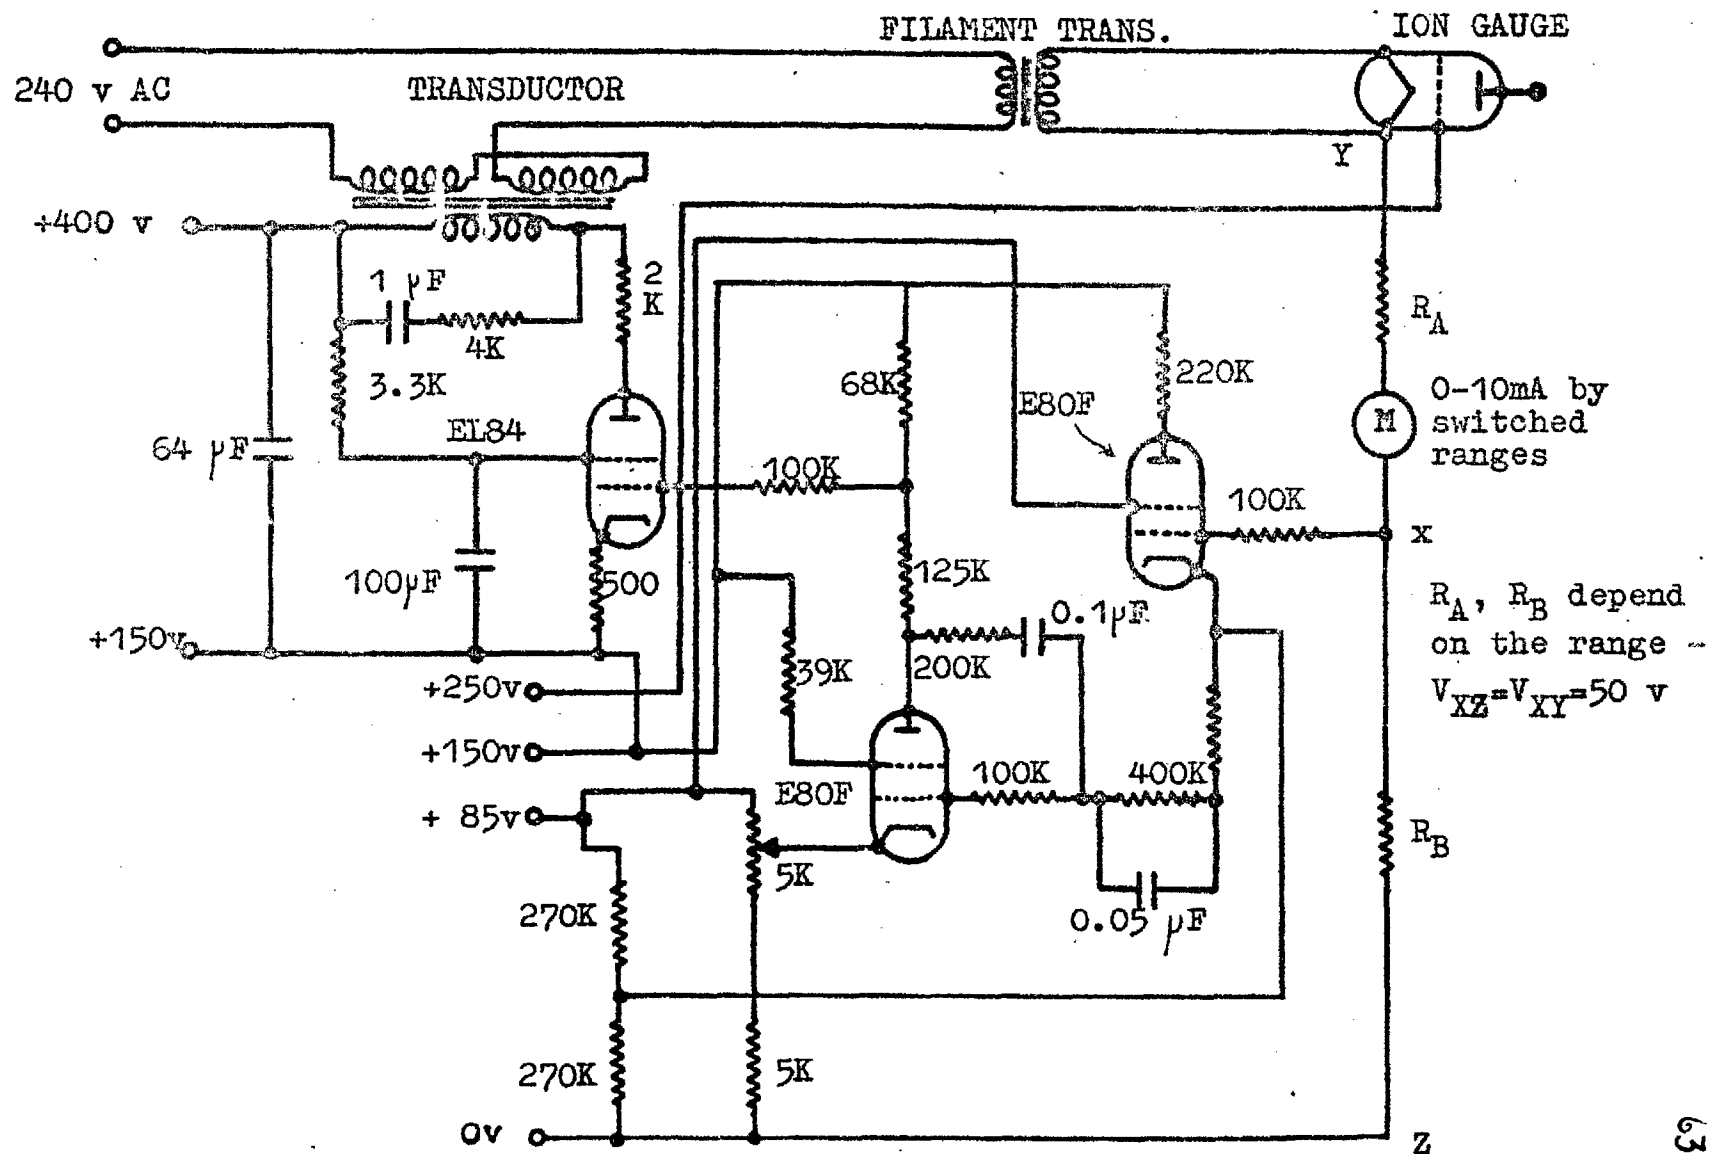 FILAMENT TRANS.
ION GAUGE
240 v AC
TRANSDUCTOR
Y
+400 v
1 µF
2
K
4K
RA
3.3K
68K
220K
E80F
0-10mA by
M
switched
ranges
EL84
64 µF
100K
100K
X
100µF
500
125K
0.1µF
RA, RB depend
on the range
VXZ=VXY=50 v
+150v
39K
200K
+250v
+150v
E80F
100K
400K
+ 85v
5K
RB
270K
0.05 µF
270K
5K
0v
Z
63